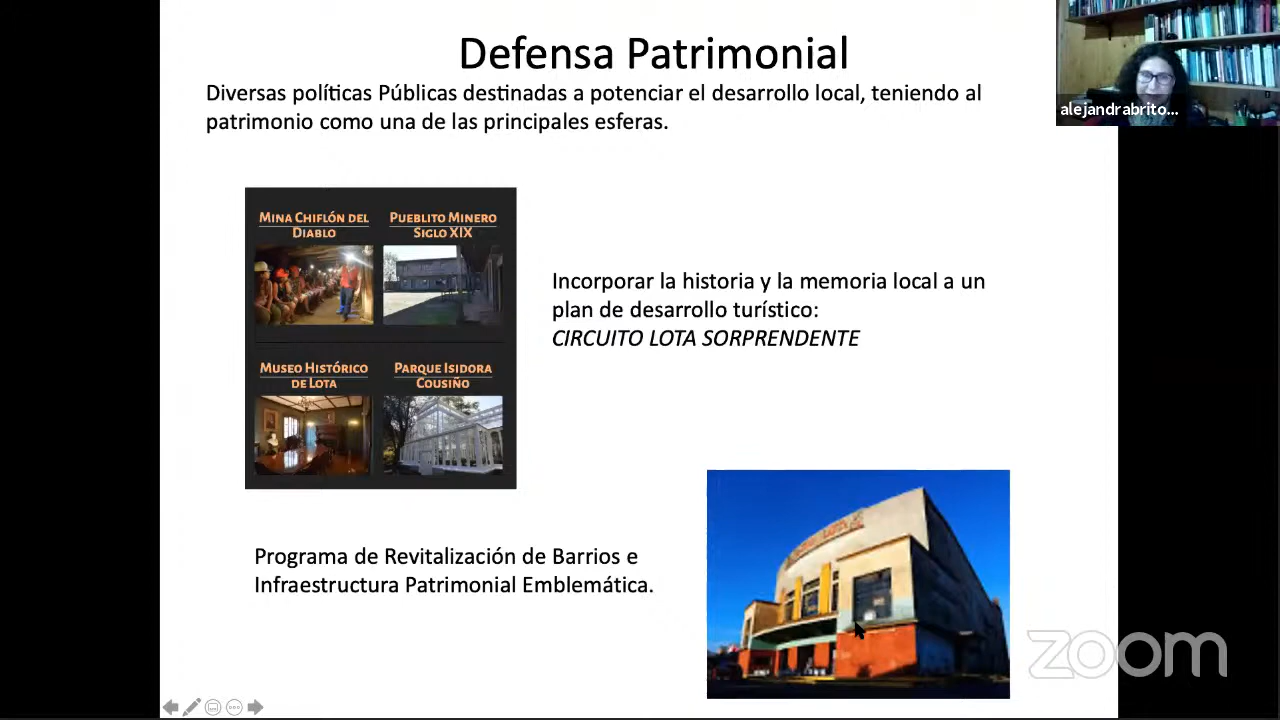 Defensa Patrimonial
Diversas políticas Públicas destinadas a potenciar el desarrollo local, teniendo al
patrimonio como una de las principales esferas.
alejandrabrito...
MINA CHIFLÓN DEL
DIABLO
PUEBLITO MINERO
SIGLO XIX
MUSEO HISTÓRICO
DE LOTA
PARQUE ISIDORA
COUSIÑO
Incorporar la historia y la memoria local a un
plan de desarrollo turístico:
CIRCUITO LOTA SORPRENDENTE
Programa de Revitalización de Barrios e
Infraestructura Patrimonial Emblemática.
zoom